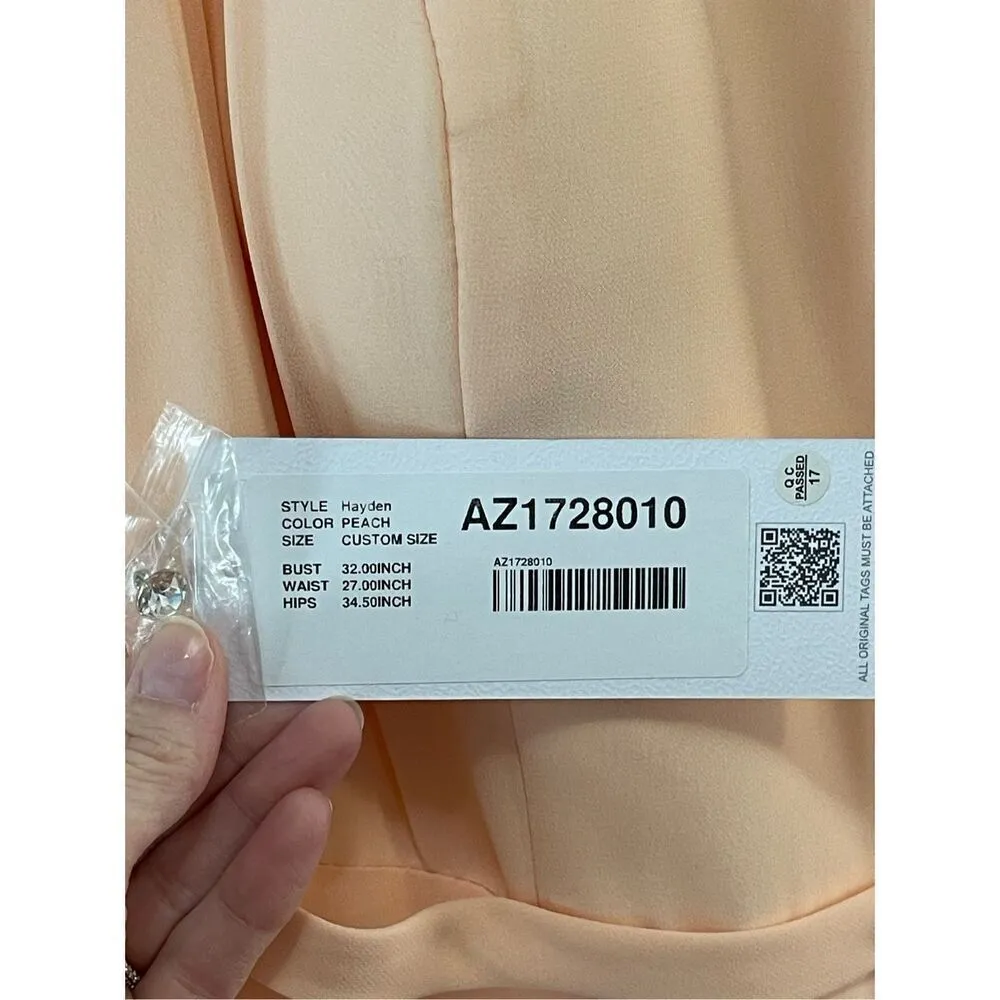 STYLE Hayden
COLOR PEACH
SIZE CUSTOM SIZE
BUST 32.00INCH
WAIST 27.00INCH
HIPS 34.50INCH
AZ1728010
AZ1728010
Q C
PASSED
17
ALL ORIGINAL TAGS MUST BE ATTACHED